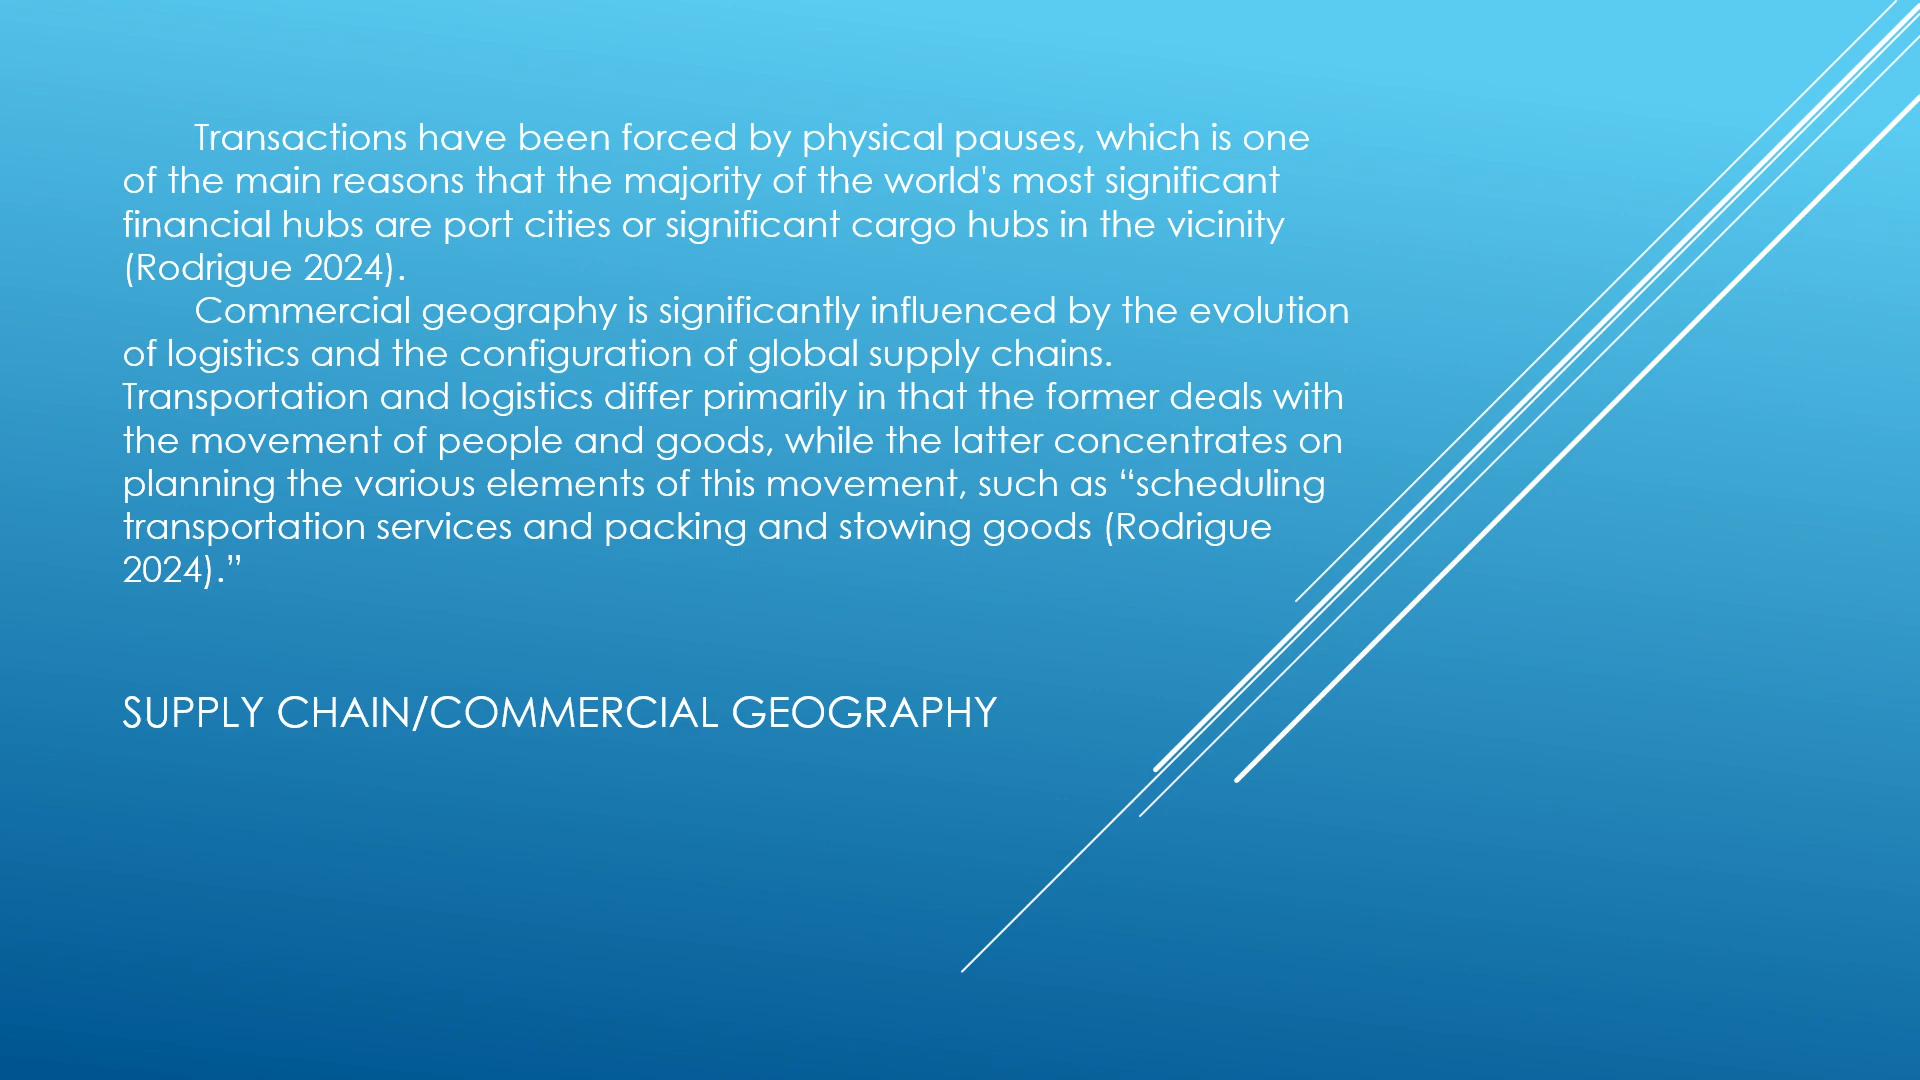 Transactions have been forced by physical pauses, which is one
of the main reasons that the majority of the world's most significant
financial hubs are port cities or significant cargo hubs in the vicinity
(Rodrigue 2024).
Commercial geography is significantly influenced by the evolution
of logistics and the configuration of global supply chains.
Transportation and logistics differ primarily in that the former deals with
the movement of people and goods, while the latter concentrates on
planning the various elements of this movement, such as “scheduling
transportation services and packing and stowing goods (Rodrigue
2024).”
SUPPLY CHAIN/COMMERCIAL GEOGRAPHY